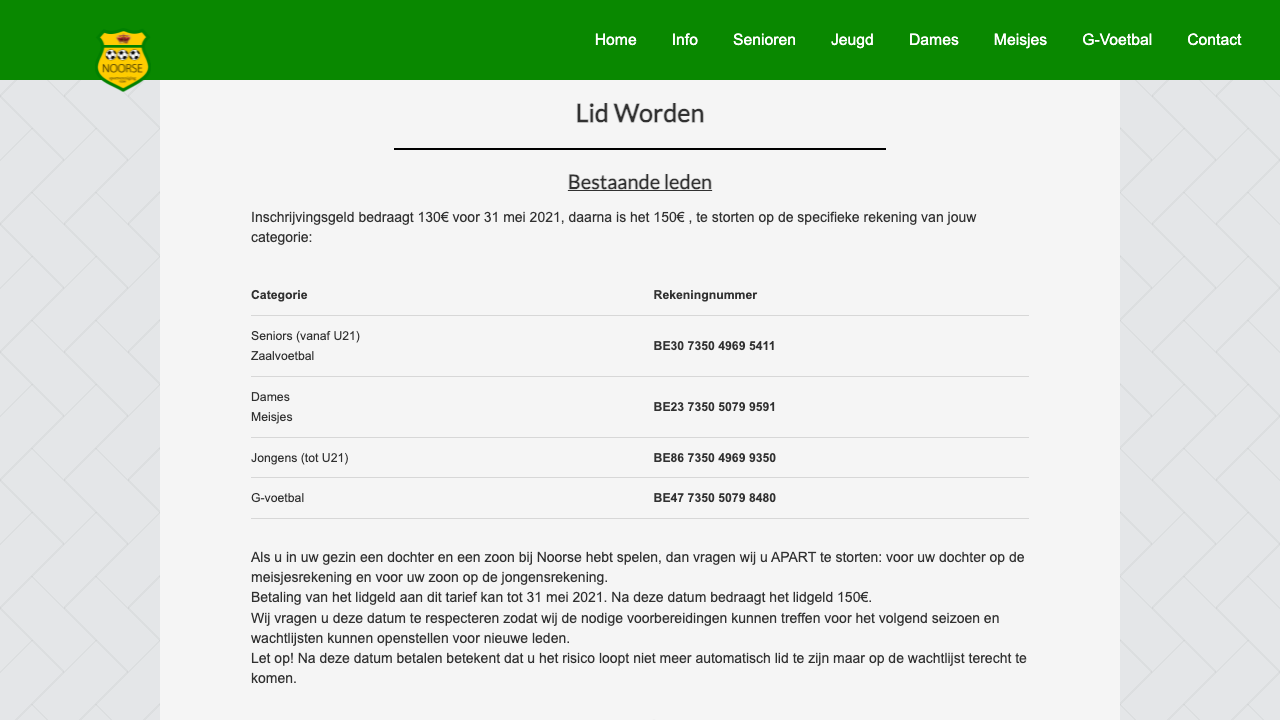 NOORSE
Home Info Senioren Jeugd Dames Meisjes G-Voetbal Contact
Lid Worden
Bestaande leden
Inschrijvingsgeld bedraagt 130€ voor 31 mei 2021, daarna is het 150€ , te storten op de specifieke rekening van jouw
categorie:
Categorie Rekeningnummer
Seniors (vanaf U21)
Zaalvoetbal
BE30 7350 4969 5411
Dames
Meisjes
BE23 7350 5079 9591
Jongens (tot U21) BE86 7350 4969 9350
G-voetbal BE47 7350 5079 8480
Als u in uw gezin een dochter en een zoon bij Noorse hebt spelen, dan vragen wij u APART te storten: voor uw dochter op de
meisjesrekening en voor uw zoon op de jongensrekening.
Betaling van het lidgeld aan dit tarief kan tot 31 mei 2021. Na deze datum bedraagt het lidgeld 150€.
Wij vragen u deze datum te respecteren zodat wij de nodige voorbereidingen kunnen treffen voor het volgend seizoen en
wachtlijsten kunnen openstellen voor nieuwe leden.
Let op! Na deze datum betalen betekent dat u het risico loopt niet meer automatisch lid te zijn maar op de wachtlijst terecht te
komen.